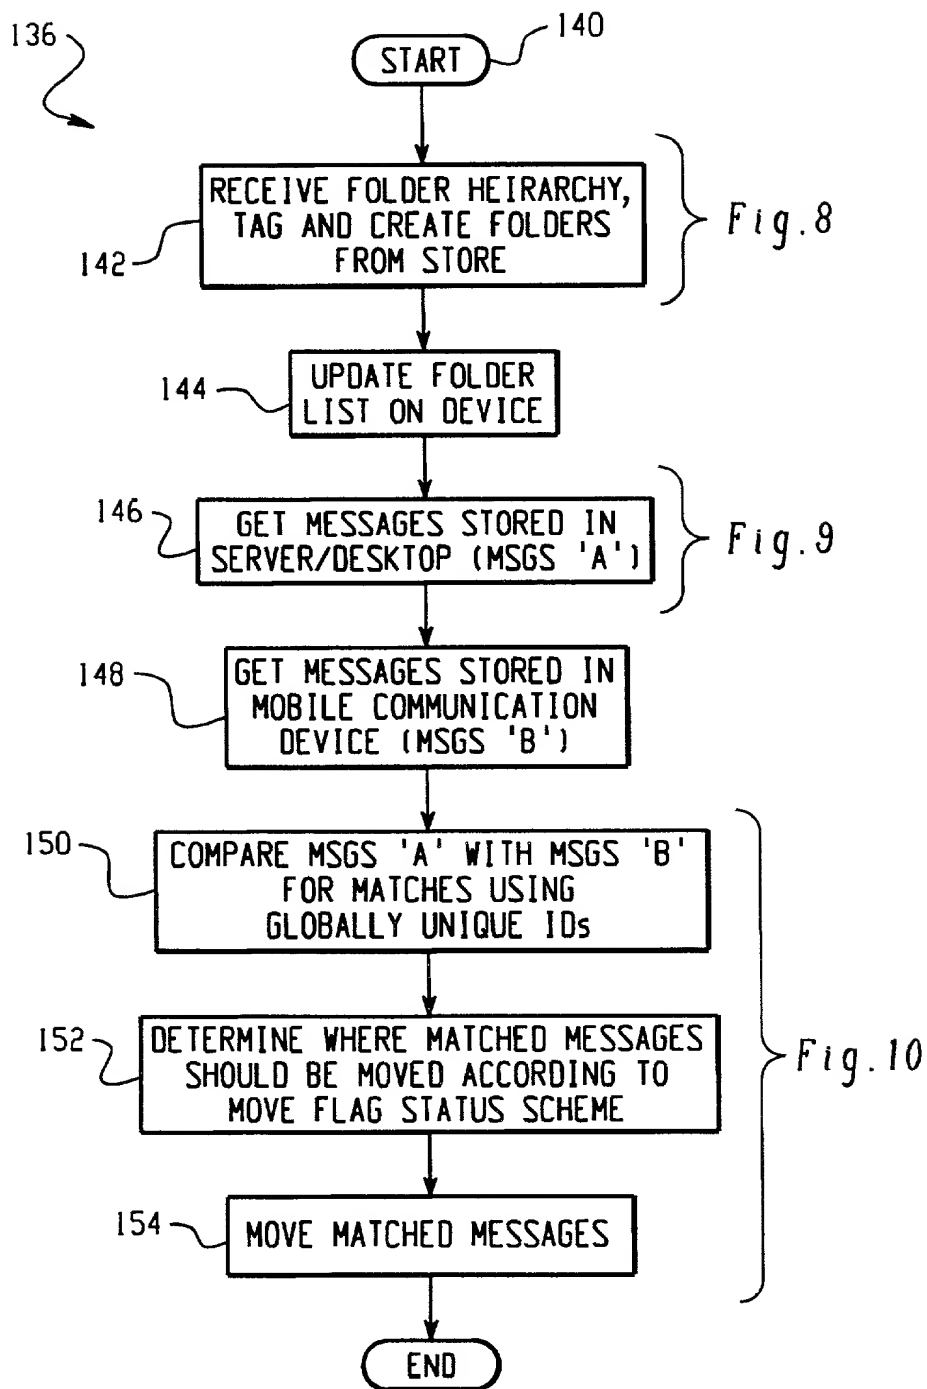 136
START
140
RECEIVE FOLDER HEIRARCHY,
TAG AND CREATE FOLDERS
FROM STORE
142
Fig.8
UPDATE FOLDER
LIST ON DEVICE
144
GET MESSAGES STORED IN
SERVER/DESKTOP (MSGS 'A')
146
Fig.9
GET MESSAGES STORED IN
MOBILE COMMUNICATION
DEVICE (MSGS 'B')
148
COMPARE MSGS 'A' WITH MSGS 'B'
FOR MATCHES USING
GLOBALLY UNIQUE IDs
150
DETERMINE WHERE MATCHED MESSAGES
SHOULD BE MOVED ACCORDING TO
MOVE FLAG STATUS SCHEME
152
Fig.10
MOVE MATCHED MESSAGES
154
END